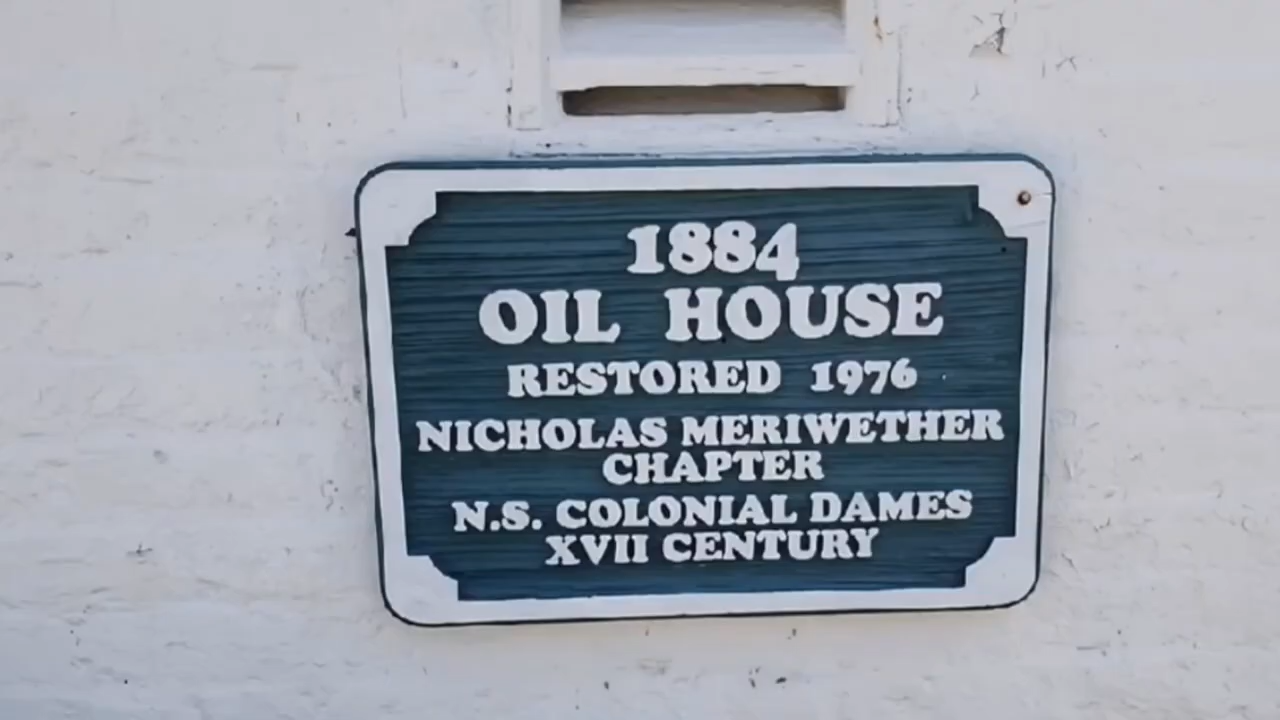 1884
OIL HOUSE
RESTORED 1976
NICHOLAS MERIWETHER
CHAPTER
N.S. COLONIAL DAMES
XVII CENTURY